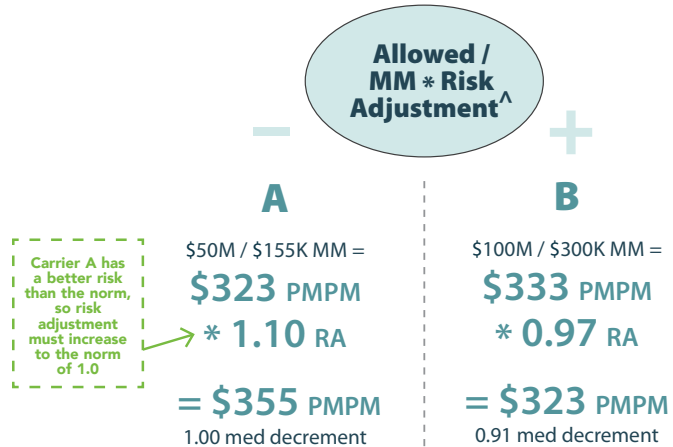 Allowed /
MM * Risk
Adjustment^
−
+
A
$50M / $155K MM =
$323 PMPM
* 1.10 RA
= $355 PMPM
1.00 med decrement
Carrier A has
a better risk
than the norm,
so risk
adjustment
must increase
to the norm
of 1.0
B
$100M / $300K MM =
$333 PMPM
* 0.97 RA
= $323 PMPM
0.91 med decrement